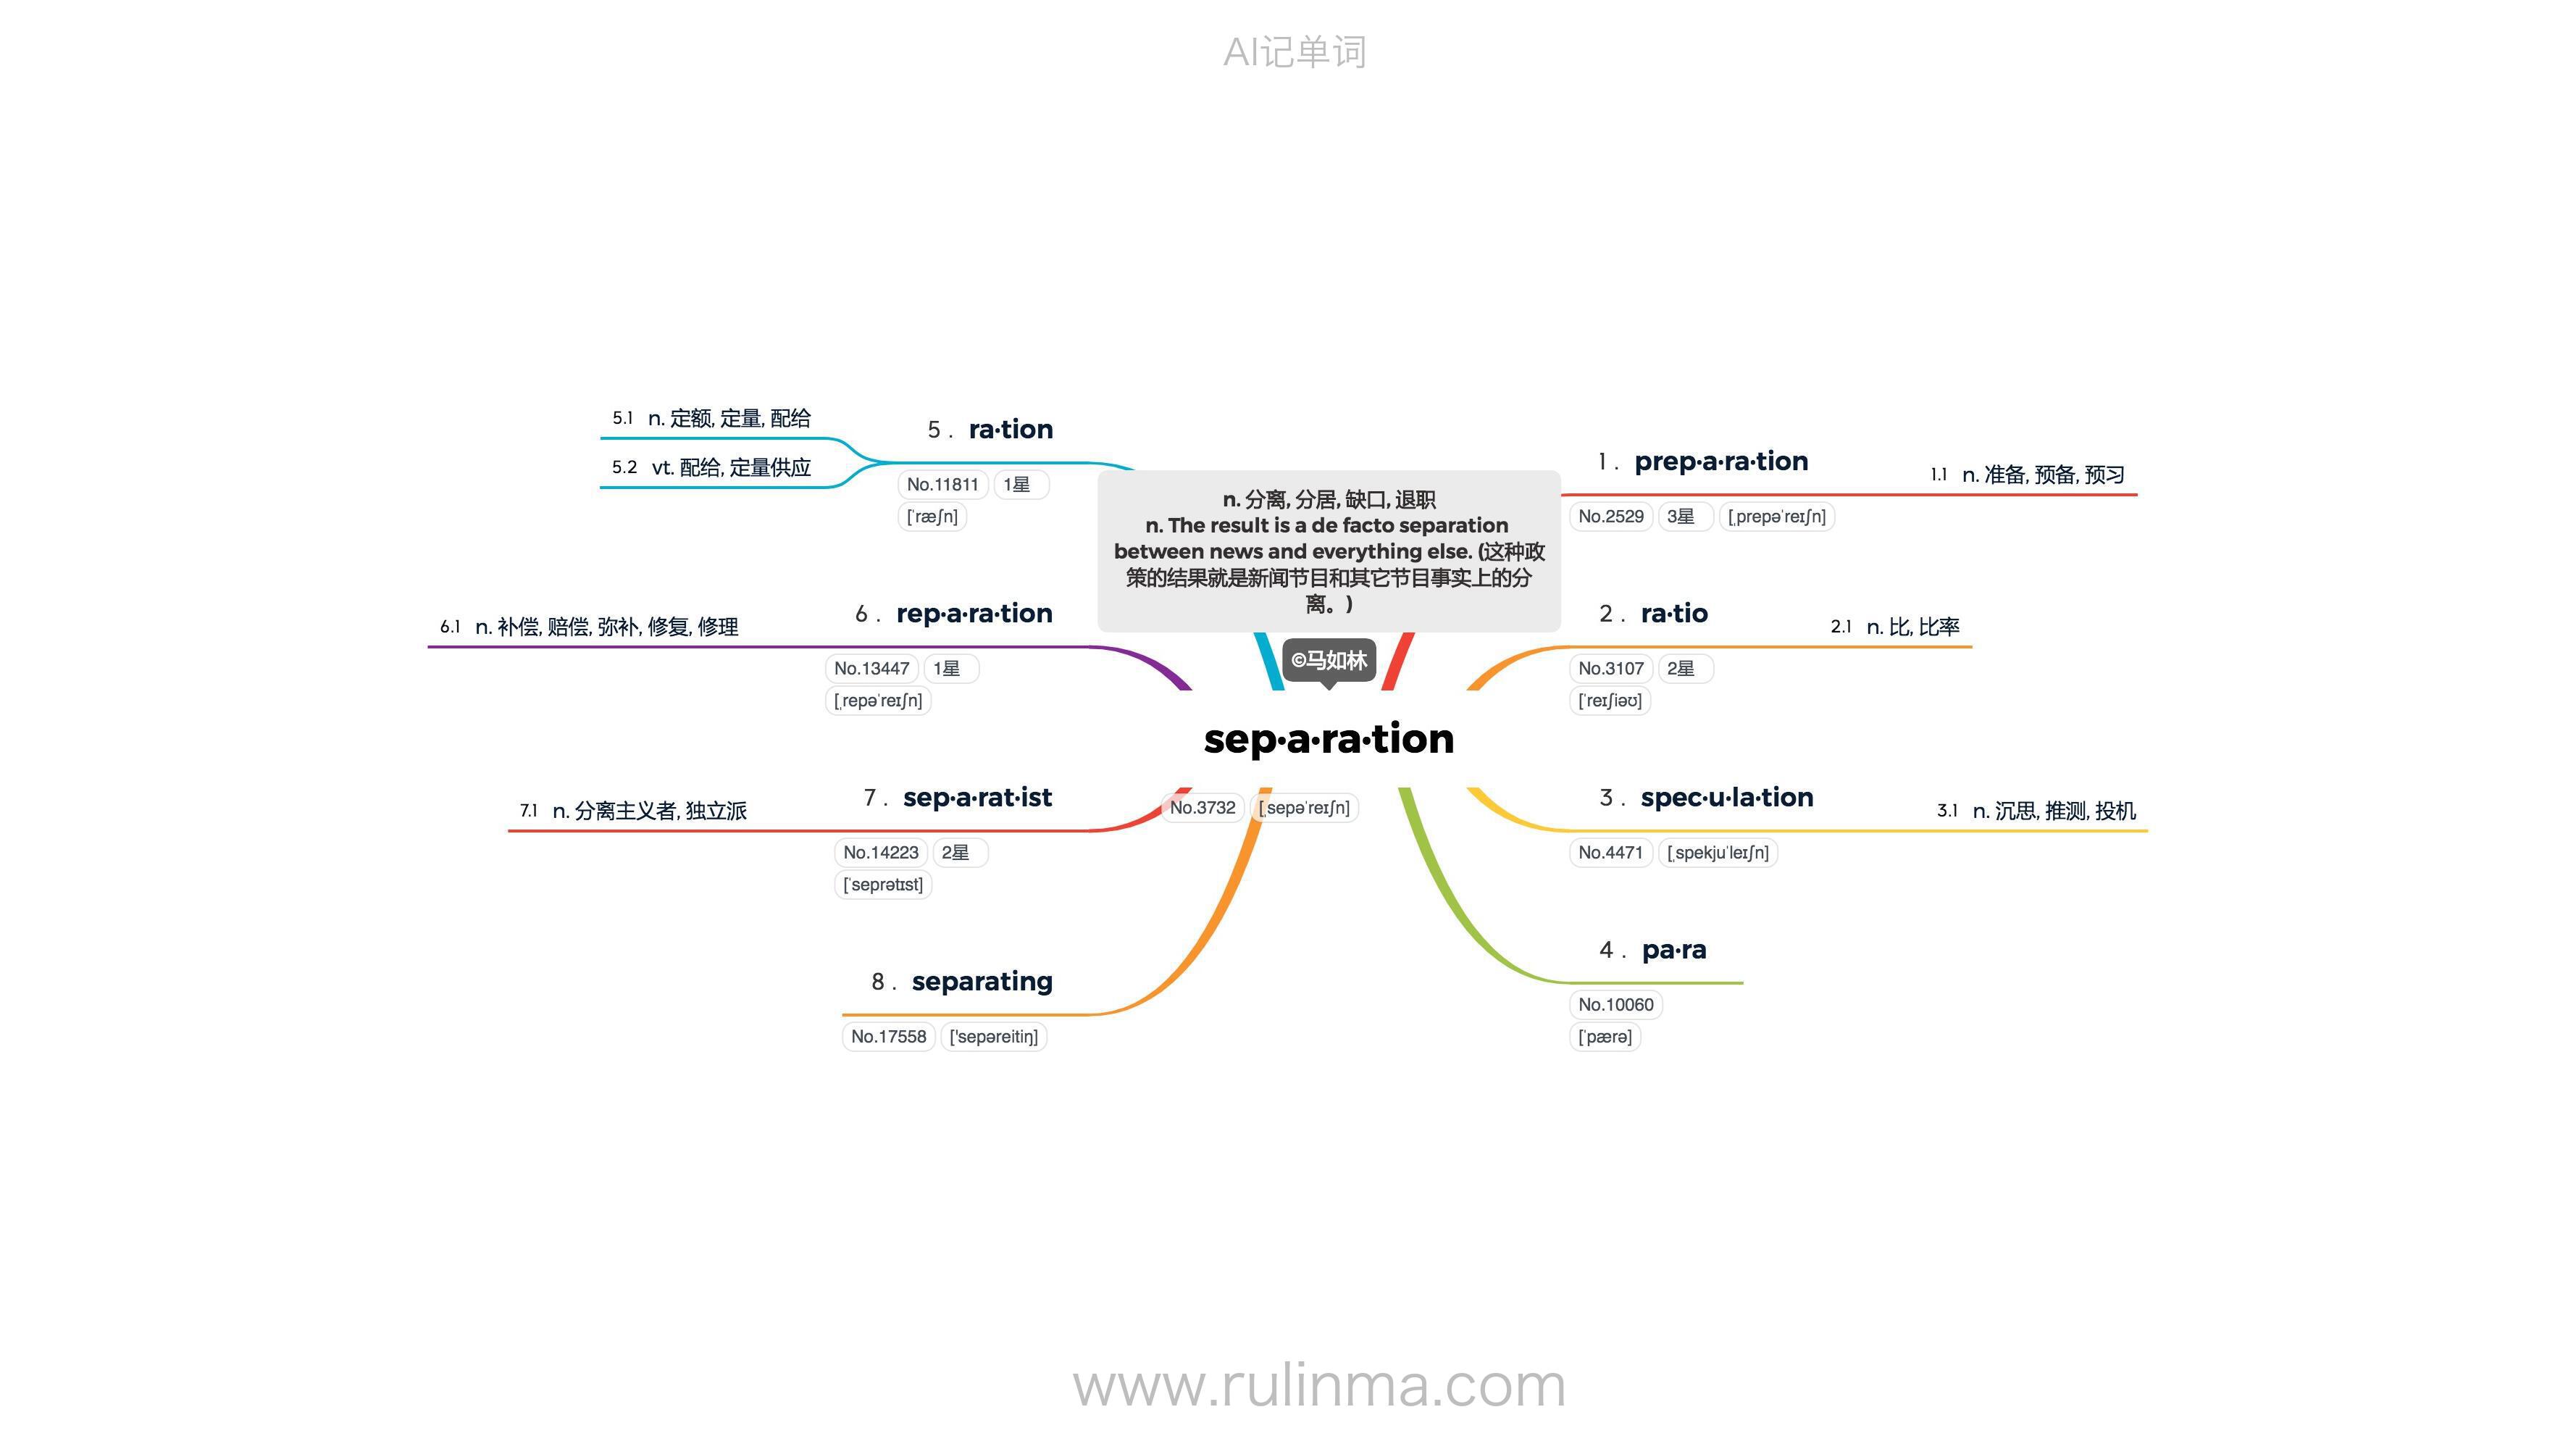 AI记单词
n. 分离, 分居, 缺口, 退职
n. The result is a de facto separation
between news and everything else. (这种政
策的结果就是新闻节目和其它节目事实上的分
离。)
©马如林
sep·a·ra·tion
No.3732 [ˌsepəˈreɪʃn]
1 . prep·a·ra·tion
1.1 n. 准备, 预备, 预习
No.2529 3星 [ˌprepəˈreɪʃn]
2 . ra·tio
2.1 n. 比, 比率
No.3107 2星
[ˈreɪʃiəʊ]
3 . spec·u·la·tion
3.1 n. 沉思, 推测, 投机
No.4471 [ˌspekjuˈleɪʃn]
4 . pa·ra
No.10060
[ˈpærə]
5 . ra·tion
5.1 n. 定额, 定量, 配给
5.2 vt. 配给, 定量供应
No.11811 1星
[ˈræʃn]
6 . rep·a·ra·tion
6.1 n. 补偿, 赔偿, 弥补, 修复, 修理
No.13447 1星
[ˌrepəˈreɪʃn]
7 . sep·a·rat·ist
7.1 n. 分离主义者, 独立派
No.14223 2星
[ˈseprətɪst]
8 . separating
No.17558 ['sepəreitiŋ]
www.rulinma.com